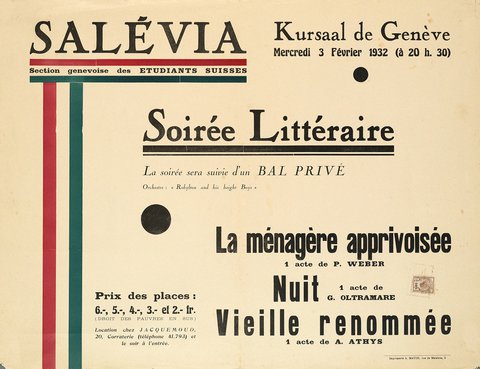 SALÉVIA
Section genevoise des ETUDIANTS SUISSES
Kursaal de Genève
Mercredi 3 Février 1932 (à 20 h. 30)
Soirée Littéraire
La soirée sera suivie d'un BAL PRIVÉ
Orchestre : « Rubyltea and his height Boys »
La ménagère apprivoisée
1 acte de P. WEBER
Nuit 1 acte de G. OLTRAMARE
Vieille renommée
1 acte de A. ATHYS
Prix des places :
6.-, 5.-, 4.-, 3.- et 2.- fr.
(DROIT DES PAUVRES EN SUS)
Location chez JACQUEMOUD,
20, Corraterie (téléphone 41.793) et
le soir à l'entrée.